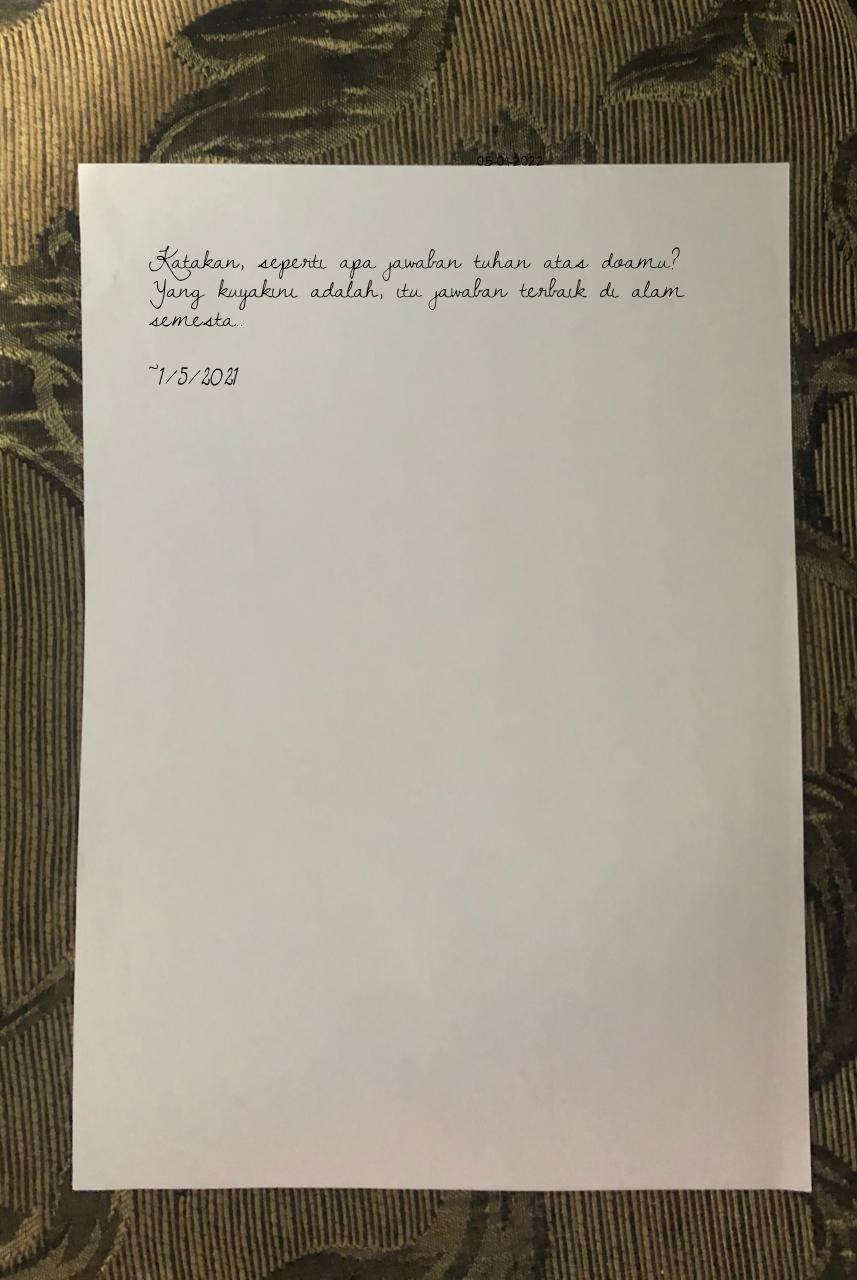 05-01-2022
Katakan, seperti apa jawaban tuhan atas doamu?
Yang kuyakini adalah, itu jawaban terbaik di alam
semesta..
~1/5/2021